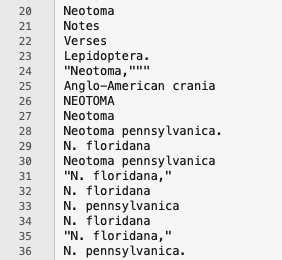 20 Neotoma
21 Notes
22 Verses
23 Lepidoptera.
24 "Neotoma,"""
25 Anglo-American crania
26 NEOTOMA
27 Neotoma
28 Neotoma pennsylvanica.
29 N. floridana
30 Neotoma pennsylvanica
31 "N. floridana,"
32 N. floridana
33 N. pennsylvanica
34 N. floridana
35 "N. floridana,"
36 N. pennsylvanica.